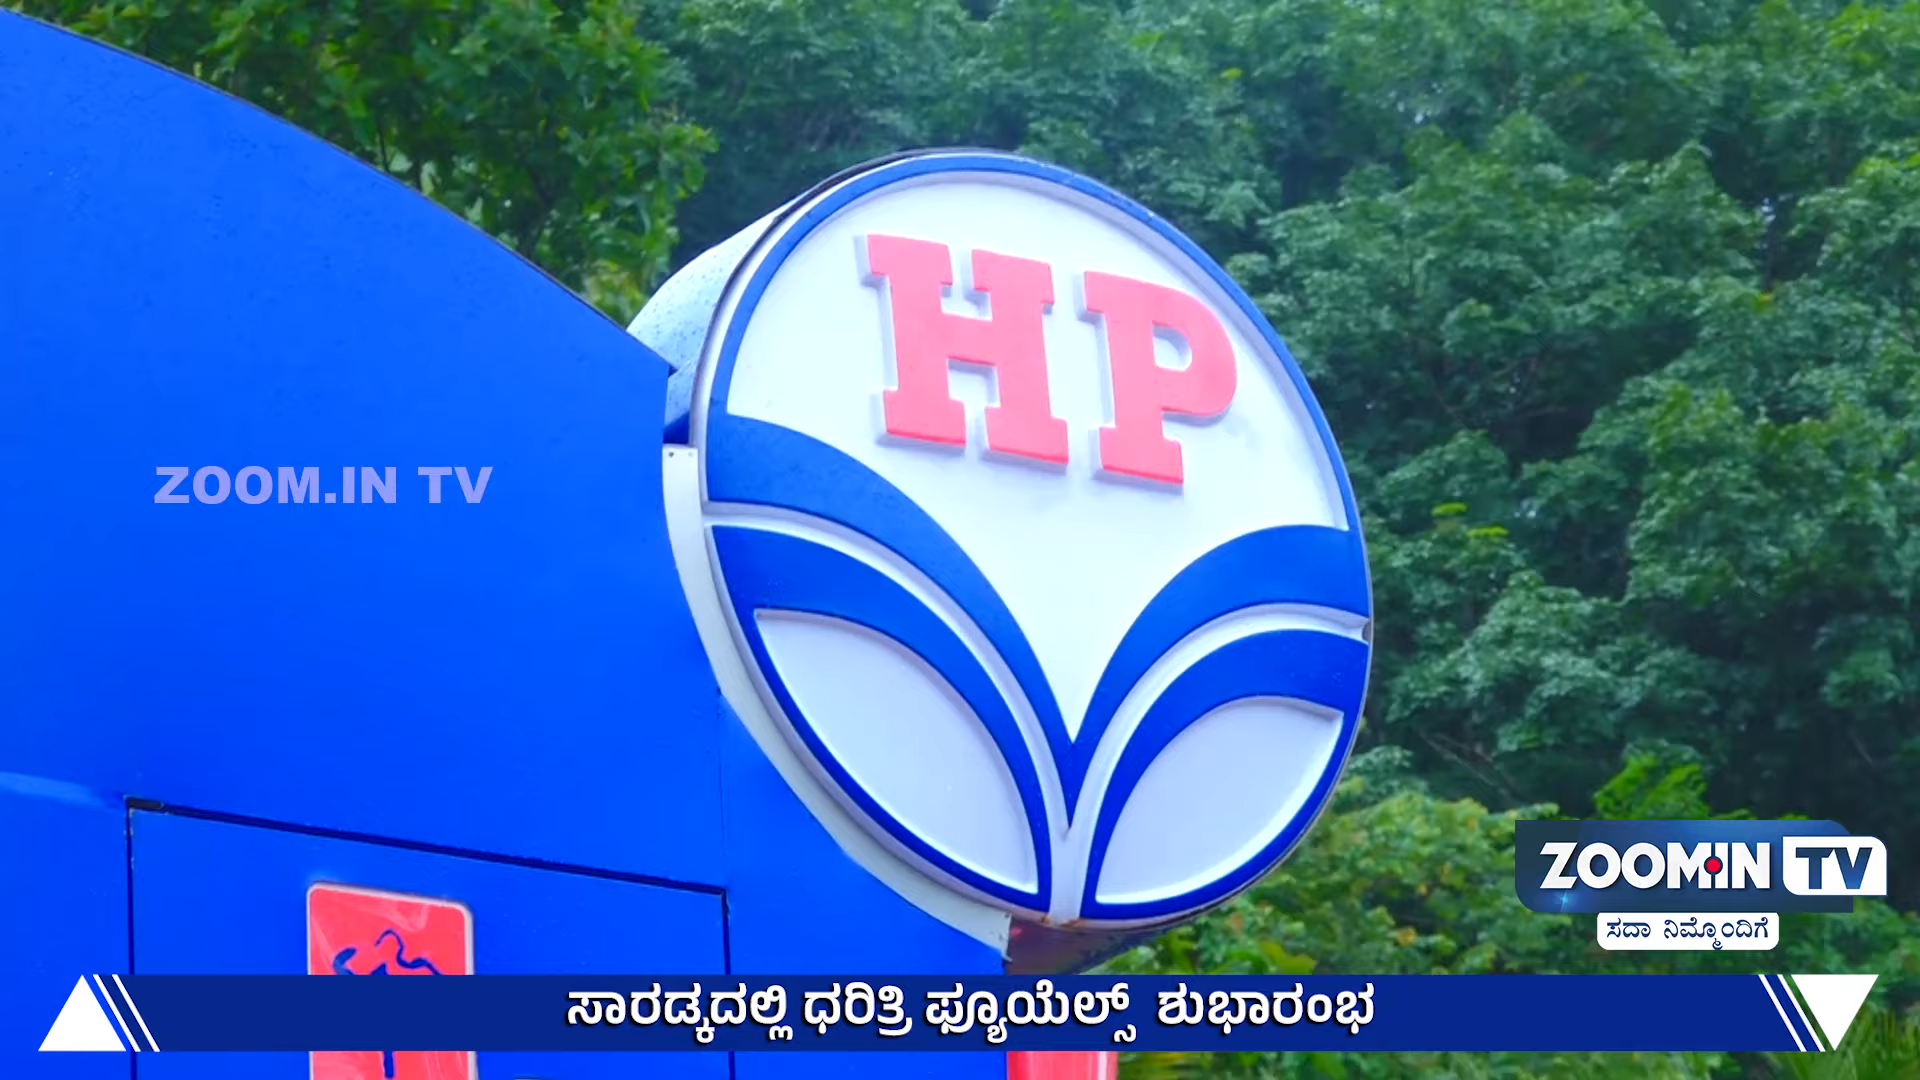 HP
ZOOM.IN TV
ZOOMIN TV
ಸದಾ ನಿಮ್ಮೊಂದಿಗೆ
ಸಾರಡ್ಕದಲ್ಲಿ ಧರಿತ್ರಿ ಫ್ಯೂಯೆಲ್ಸ್ ಶುಭಾರಂಭ